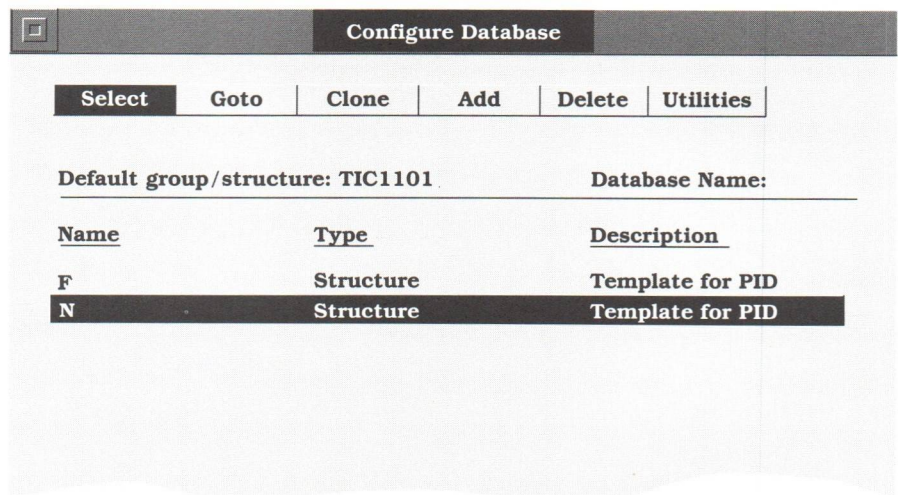 Configure Database
Select Goto Clone Add Delete Utilities
Default group/structure: TIC1101 Database Name:
Name Type Description
F Structure Template for PID
N Structure Template for PID